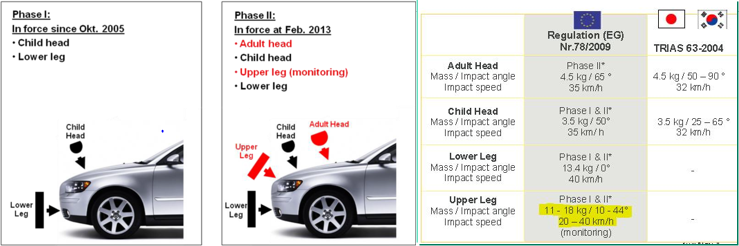 Phase I:
In force since Okt. 2005
• Child head
• Lower leg
Child
Head
Lower
Leg
Phase II:
In force at Feb. 2013
• Adult head
• Child head
• Upper leg (monitoring)
• Lower leg
Child
Head
Adult Head
Upper
Leg
Lower
Leg
Regulation (EG)
Nr.78/2009
TRIAS 63-2004
Adult Head
Mass / Impact angle
Impact speed
Phase II*
4.5 kg / 65 °
35 km/h
4.5 kg / 50 – 90 °
32 km/h
Child Head
Mass / Impact angle
Impact speed
Phase I & II*
3.5 kg / 50°
35 km/ h
3.5 kg / 25 – 65 °
32 km/h
Lower Leg
Mass / Impact angle
Impact speed
Phase I & II*
13.4 kg / 0°
40 km/h
-
Upper Leg
Mass / Impact angle
Impact speed
Phase I & II*
11 - 18 kg / 10 - 44°
20 – 40 km/h
(monitoring)
-